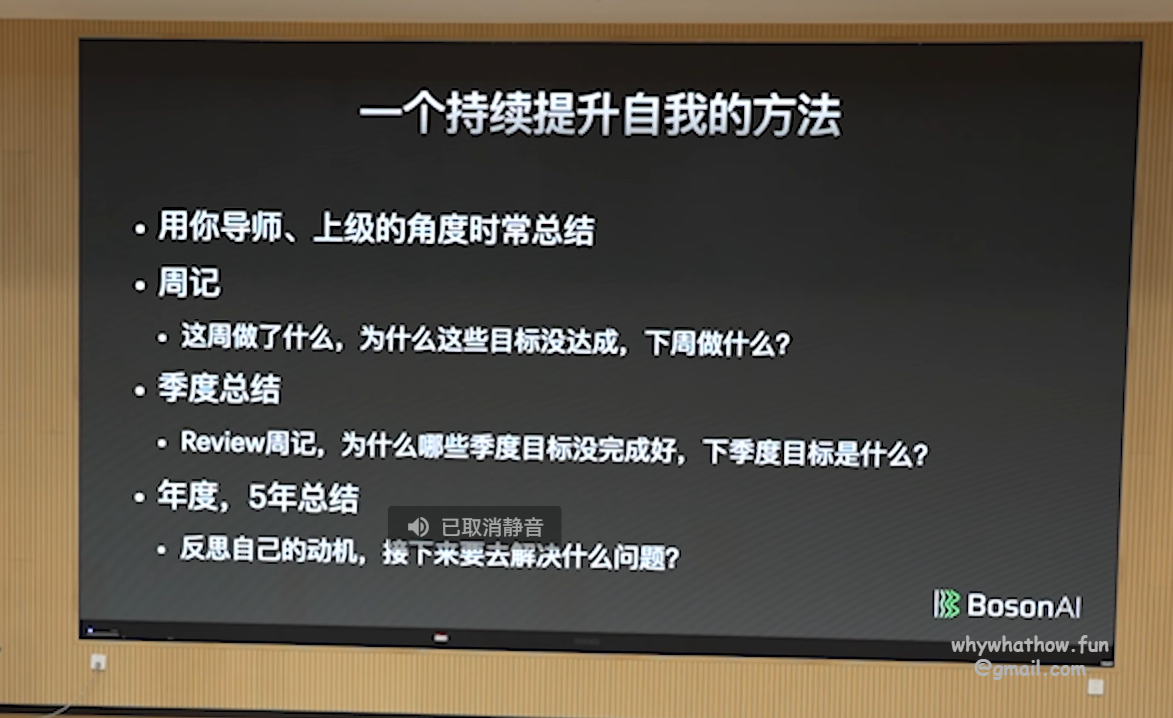 一个持续提升自我的方法
• 用你导师、上级的角度时常总结
• 周记
• 这周做了什么，为什么这些目标没达成，下周做什么?
• 季度总结
• Review周记，为什么哪些季度目标没完成好，下季度目标是什么?
• 年度，5年总结
已取消静音
• 反思自己的动机，接下来要去解决什么问题?
BosonAI
whywhathow.fun
@gmail.com